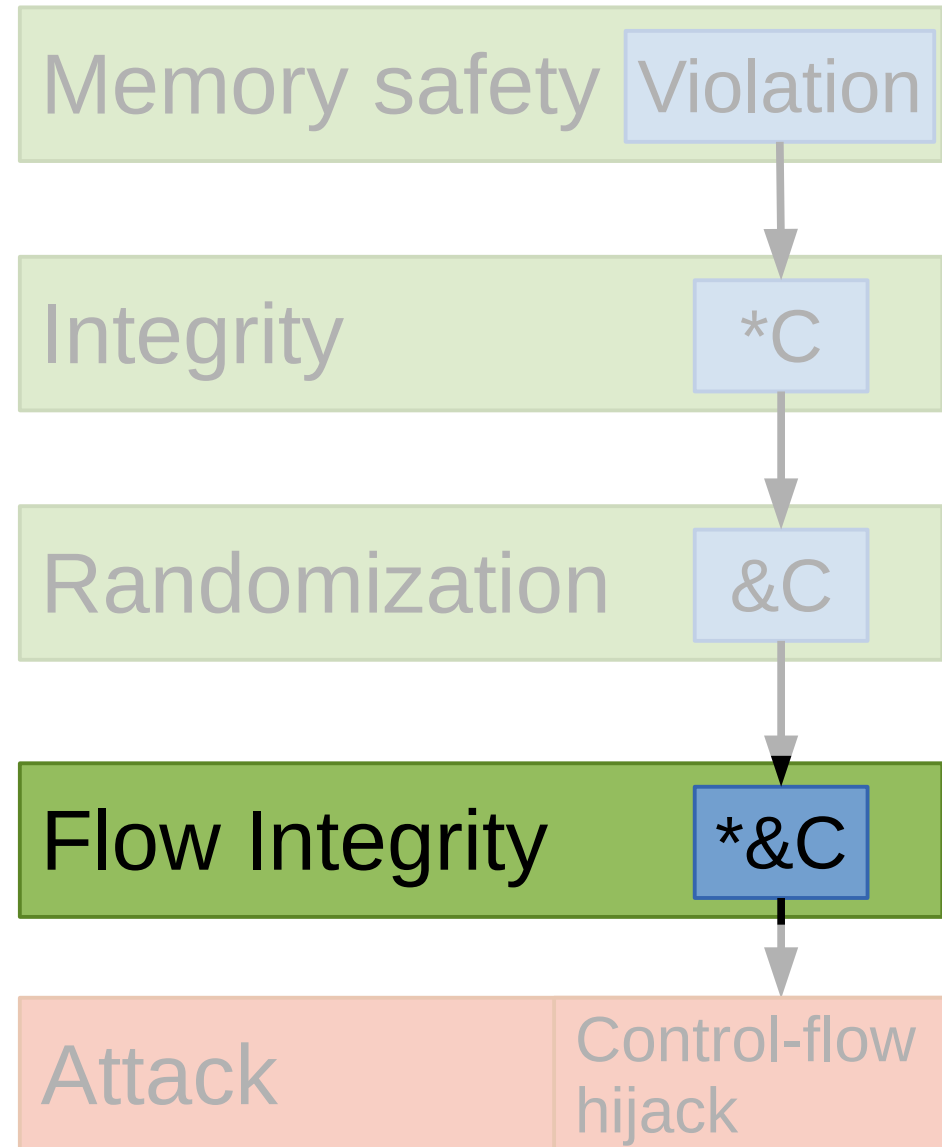 Memory safety Violation
Integrity *C
Randomization &C
Flow Integrity *&C
Attack Control-flow
hijack